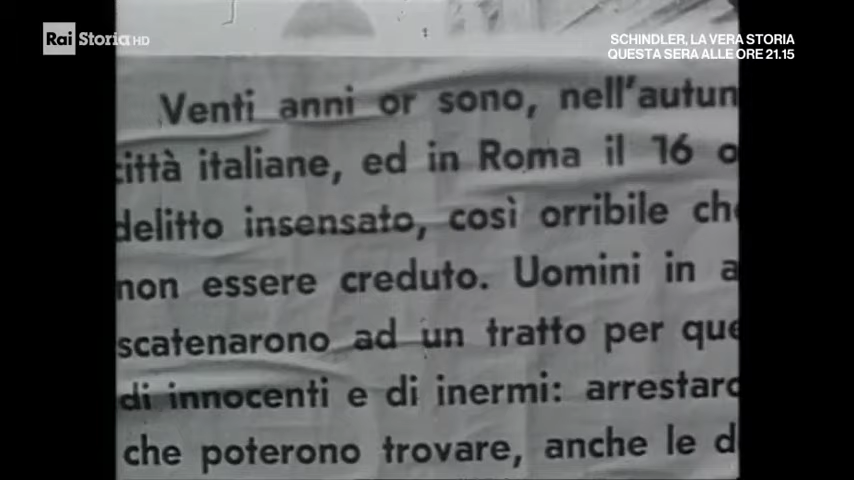 Rai Storia HD
SCHINDLER, LA VERA STORIA
QUESTA SERA ALLE ORE 21.15
Venti anni or sono, nell'autun
città italiane, ed in Roma il 16 o
delitto insensato, così orribile che
non essere creduto. Uomini in a
scatenarono ad un tratto per que
di innocenti e di inermi: arrestaro
che poterono trovare, anche le d